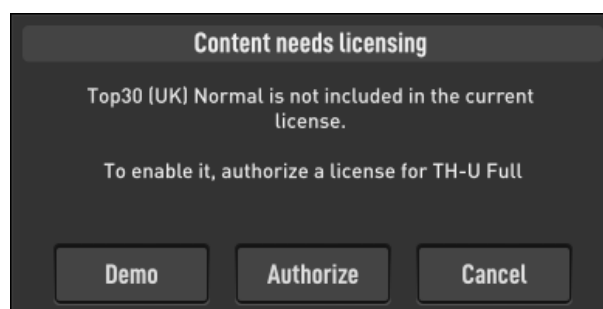 Content needs licensing
Top30 (UK) Normal is not included in the current
license.
To enable it, authorize a license for TH-U Full
Demo Authorize Cancel